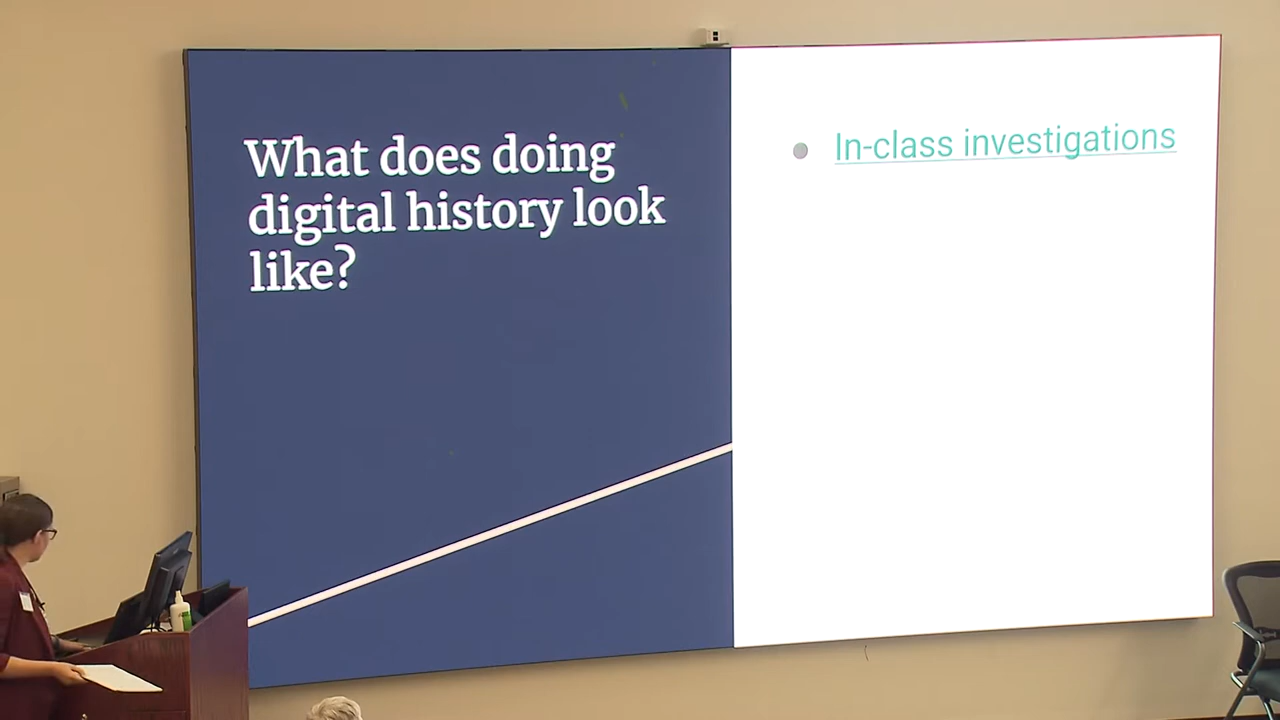 What does doing
digital history look
like?
In-class investigations